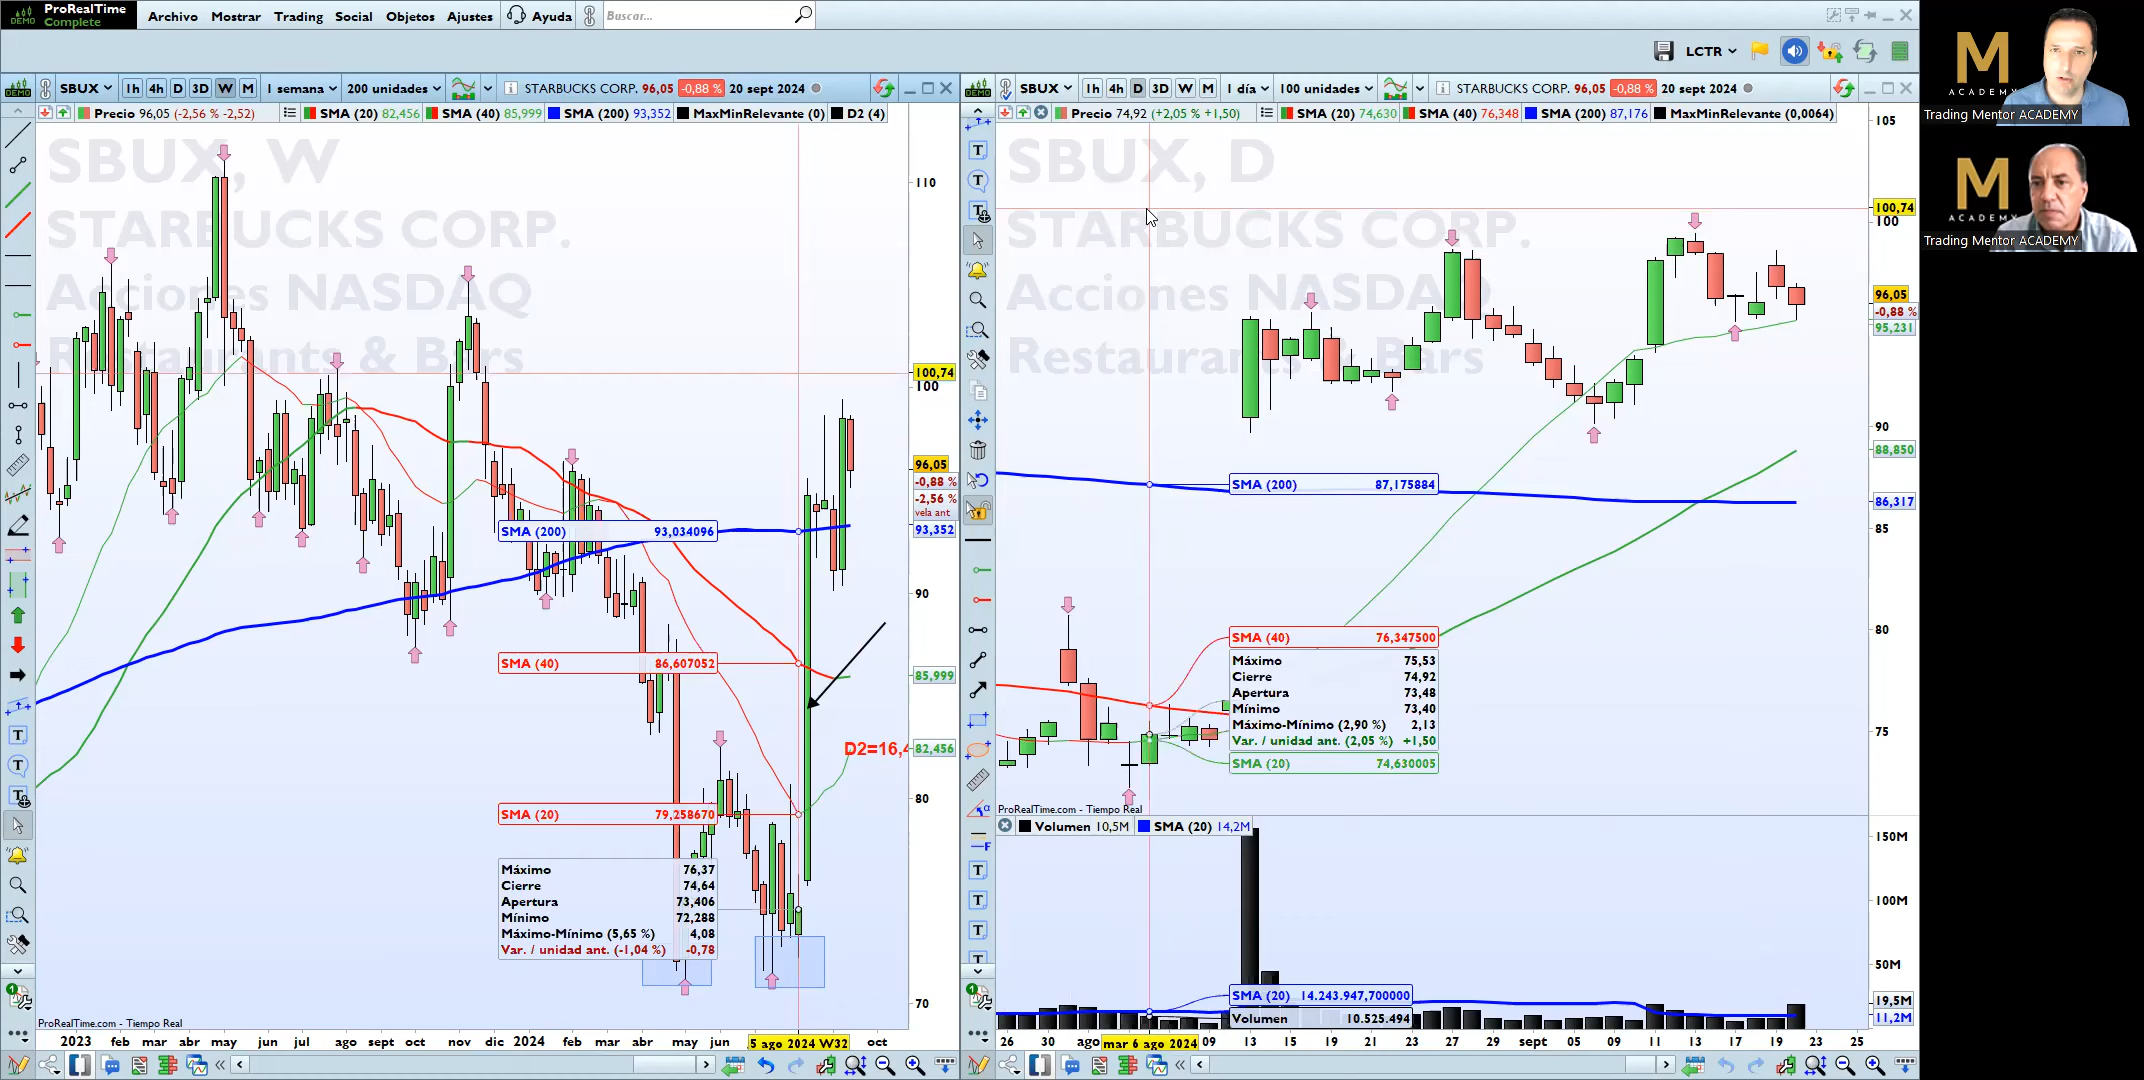 DEMO ProRealTime Complete
Archivo Mostrar Trading Social Objetos Ajustes Ayuda Buscar...
LCTR
SBUX 1h 4h D 3D W M 1 semana 200 unidades STARBUCKS CORP. 96,05 -0,88 % 20 sept 2024
Precio 96,05 (-2,56 % -2,52) SMA (20) 82,456 SMA (40) 85,999 SMA (200) 93,352 MaxMinRelevante (0) D2 (4)
SBUX, W
STARBUCKS CORP.
Acciones NASDAQ
Restaurants & Bars
110
100,74
100
96,05
-0,88 %
-2,56 %
vela ant
93,352
90
85,999
82,456
80
70
SMA (200) 93,034096
SMA (40) 86,607052
D2=16,4
SMA (20) 79,258670
Máximo 76,37
Cierre 74,64
Apertura 73,406
Mínimo 72,288
Máximo-Mínimo (5,65 %) 4,08
Var. / unidad ant. (-1,04 %) -0,78
ProRealTime.com - Tiempo Real
2023 feb mar abr may jun ago sept oct nov dic 2024 feb mar abr may jun 5 ago 2024 W32 oct
SBUX 1h 4h D 3D W M 1 día 100 unidades STARBUCKS CORP. 96,05 -0,88 % 20 sept 2024
Precio 74,92 (+2,05 % +1,50) SMA (20) 74,630 SMA (40) 76,348 SMA (200) 87,176 MaxMinRelevante (0,0064)
SBUX, D
STARBUCKS CORP.
Acciones NASDAQ
Restaurants & Bars
105
100,74
100
96,05
-0,88 %
95,231
90
88,850
86,317
85
80
75
SMA (200) 87,175884
SMA (40) 76,347500
Máximo 75,53
Cierre 74,92
Apertura 73,48
Mínimo 73,40
Máximo-Mínimo (2,90 %) 2,13
Var. / unidad ant. (2,05 %) +1,50
SMA (20) 74,630005
ProRealTime.com - Tiempo Real
Volumen 10,5M SMA (20) 14,2M
150M
100M
50M
19,5M
11,2M
SMA (20) 14.243.947,700000
Volumen 10.525.494
26 30 ago mar 6 ago 2024 09 13 15 19 21 23 27 29 sept 05 09 11 13 17 19 23 25
M
ACADEMY
Trading Mentor ACADEMY
M
ACADEMY
Trading Mentor ACADEMY